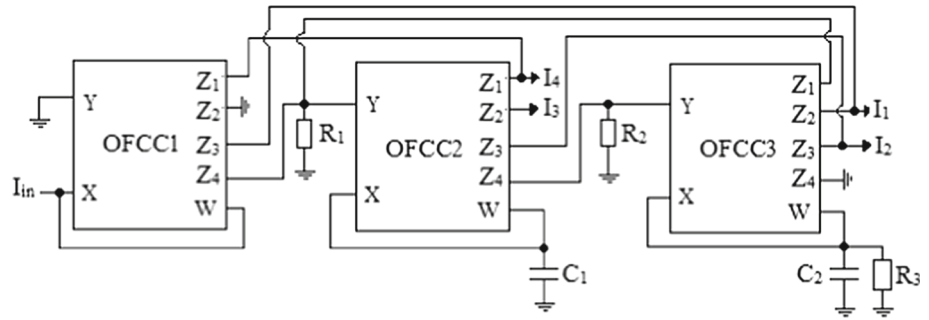 OFCC1
Y
X
Z1
Z2
Z3
Z4
W
Iin
R1
OFCC2
Y
X
Z1
Z2
Z3
Z4
W
I4
I3
C1
R2
OFCC3
Y
X
Z1
Z2
Z3
Z4
W
I1
I2
C2
R3